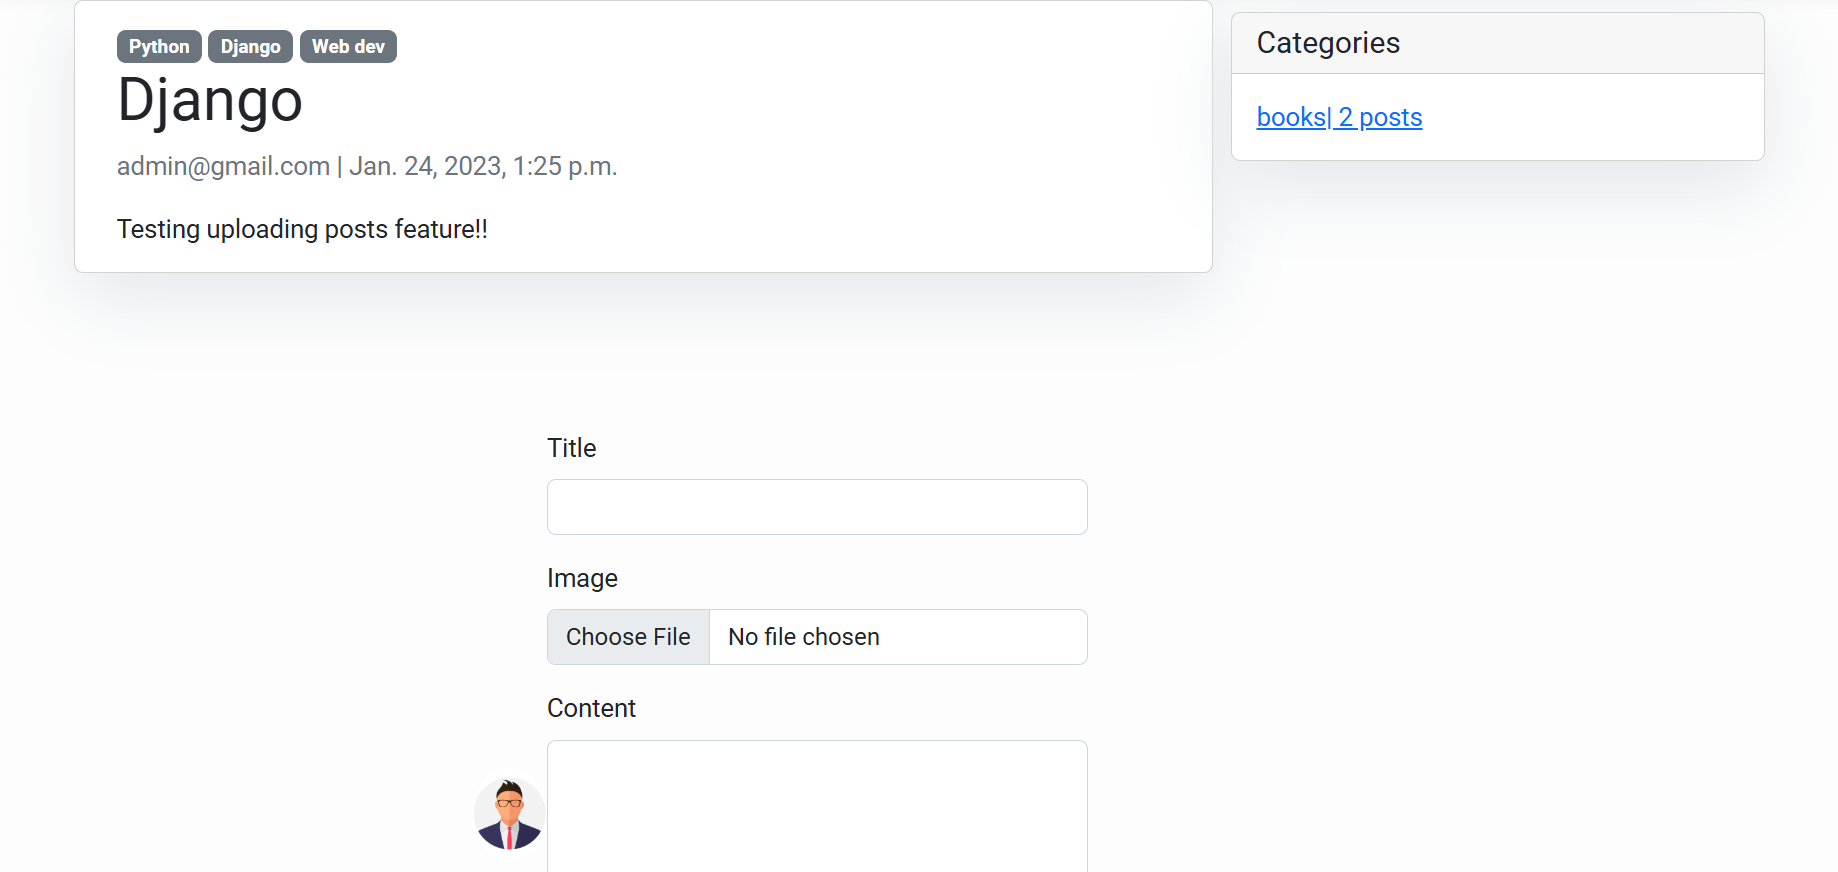 Python Django Web dev
Django
admin@gmail.com | Jan. 24, 2023, 1:25 p.m.
Testing uploading posts feature!!
Categories
books| 2 posts
Title
Image
Choose File No file chosen
Content